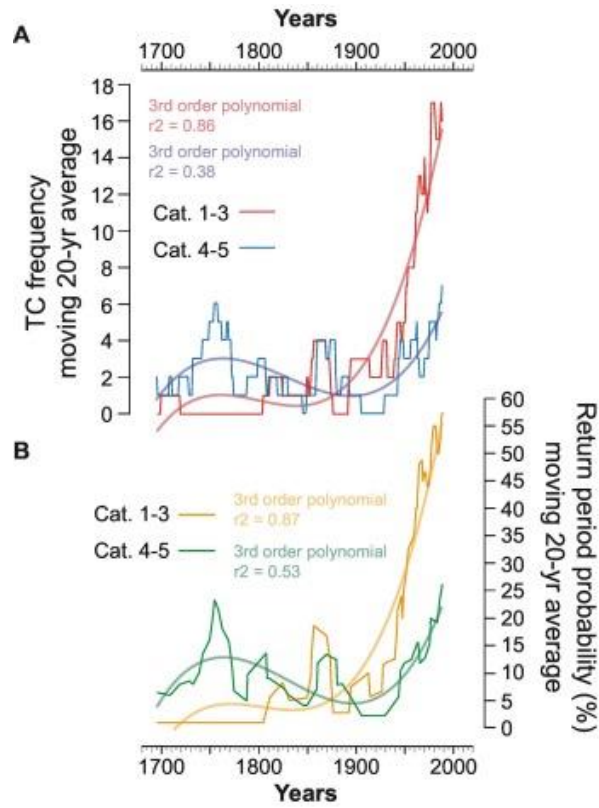 Years
A
1700 1800 1900 2000
18
16
14
12
10
8
6
4
2
0
TC frequency
moving 20-yr average
3rd order polynomial
r2 = 0.86
3rd order polynomial
r2 = 0.38
Cat. 1-3
Cat. 4-5
B
60
55
50
45
40
35
30
25
20
15
10
5
0
Return period probability (%)
moving 20-yr average
Cat. 1-3
3rd order polynomial
r2 = 0.87
Cat. 4-5
3rd order polynomial
r2 = 0.53
1700 1800 1900 2000
Years